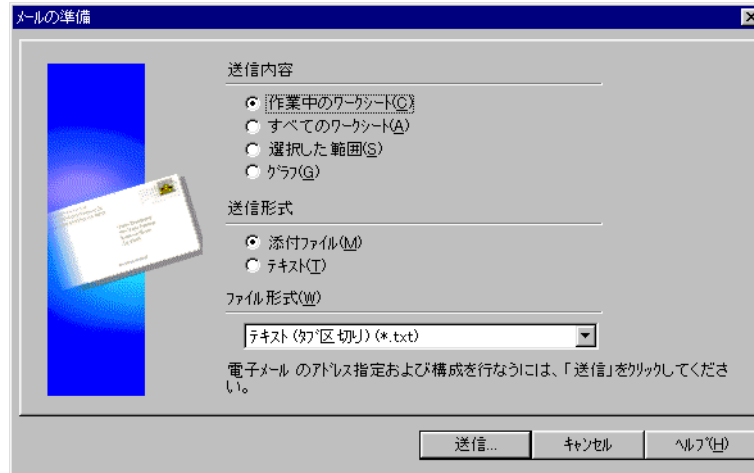 メールの準備
送信内容
作業中のワークシート(C)
すべてのワークシート(A)
選択した範囲(S)
グラフ(G)
送信形式
添付ファイル(M)
テキスト(T)
ファイル形式(W)
テキスト (タブ区切り) (*.txt)
電子メール のアドレス指定および構成を行なうには、「送信」をクリックしてくださ
い。
送信...
キャンセル
ヘルプ(H)